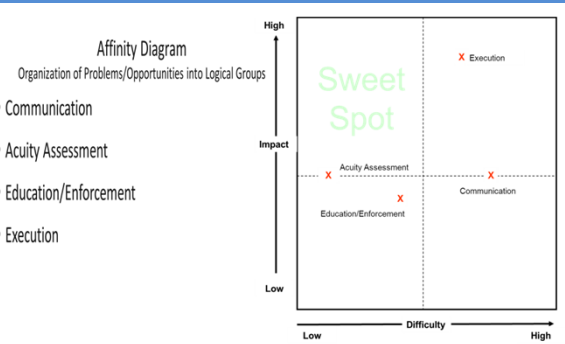 Affinity Diagram
Organization of Problems/Opportunities into Logical Groups
Communication
Acuity Assessment
Education/Enforcement
Execution
High
Impact
Low
Sweet
Spot
X Execution
Acuity Assessment
X
X
Communication
X
Education/Enforcement
Difficulty
Low
High